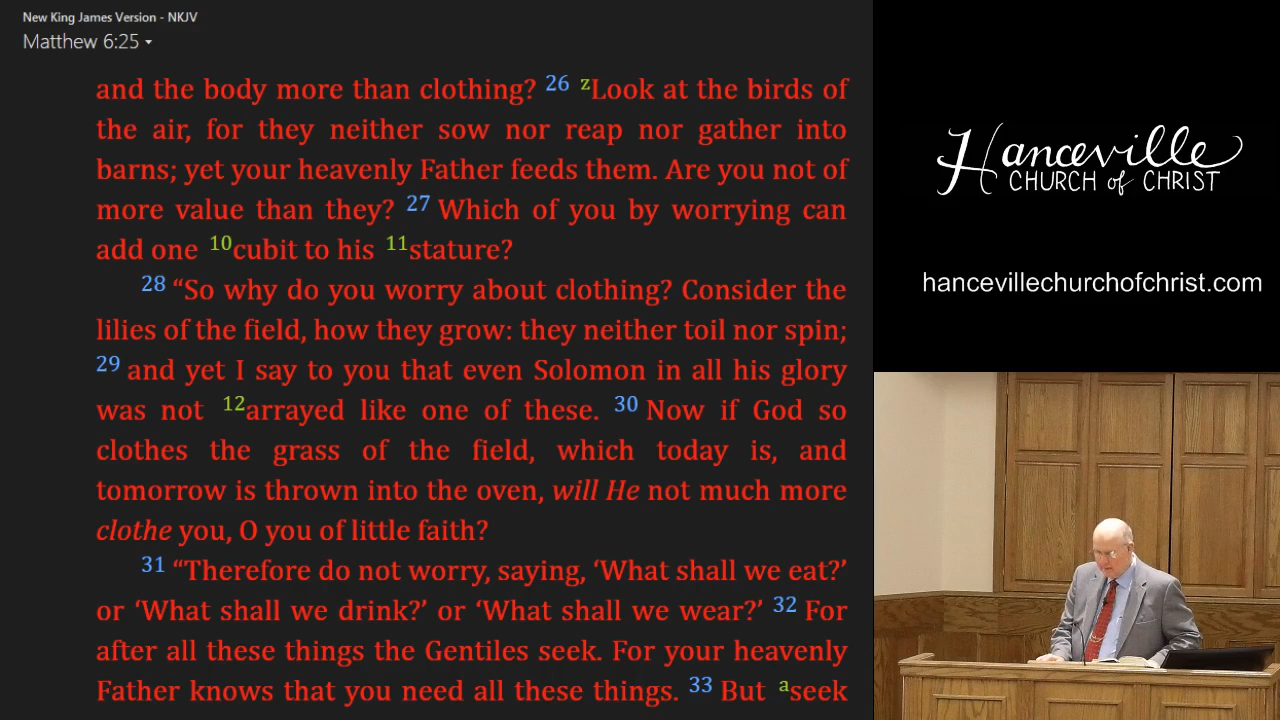 New King James Version - NKJV
Matthew 6:25
and the body more than clothing? 26 zLook at the birds of
the air, for they neither sow nor reap nor gather into
barns; yet your heavenly Father feeds them. Are you not of
more value than they? 27 Which of you by worrying can
add one 10cubit to his 11stature?
28 “So why do you worry about clothing? Consider the
lilies of the field, how they grow: they neither toil nor spin;
29 and yet I say to you that even Solomon in all his glory
was not 12arrayed like one of these. 30 Now if God so
clothes the grass of the field, which today is, and
tomorrow is thrown into the oven, will He not much more
clothe you, O you of little faith?
31 “Therefore do not worry, saying, ‘What shall we eat?’
or ‘What shall we drink?’ or ‘What shall we wear?’ 32 For
after all these things the Gentiles seek. For your heavenly
Father knows that you need all these things. 33 But aseek
Hanceville
CHURCH of CHRIST
hancevillechurchofchrist.com